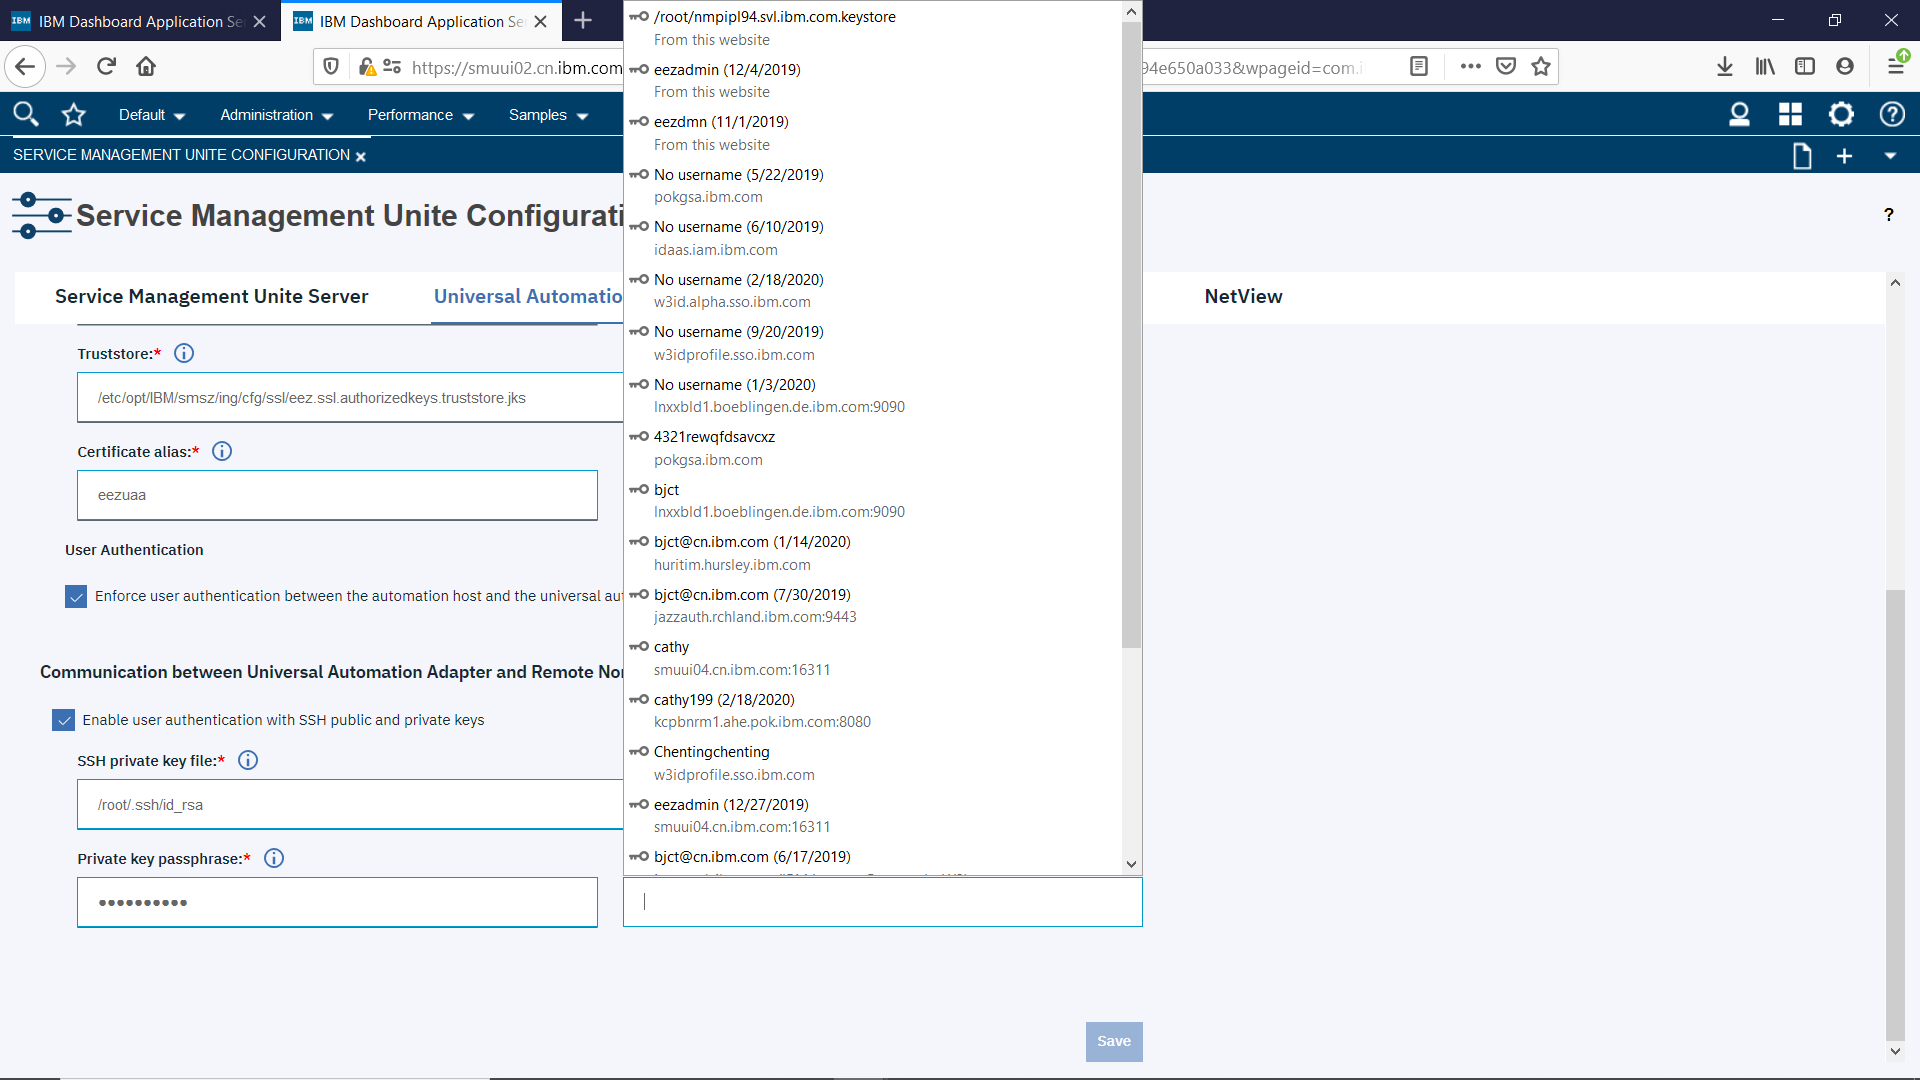 IBM Dashboard Application Se
IBM Dashboard Application Se
https://smuui02.cn.ibm.com
94e650a033&wpageid=com.i
Default
Administration
Performance
Samples
SERVICE MANAGEMENT UNITE CONFIGURATION
Service Management Unite Configurati
?
Service Management Unite Server
Universal Automatio
NetView
Truststore:*
/etc/opt/IBM/smsz/ing/cfg/ssl/eez.ssl.authorizedkeys.truststore.jks
Certificate alias:*
eezuaa
User Authentication
Enforce user authentication between the automation host and the universal aut
Communication between Universal Automation Adapter and Remote Non
Enable user authentication with SSH public and private keys
SSH private key file:*
/root/.ssh/id_rsa
Private key passphrase:*
••••••••••
/root/nmpipl94.svl.ibm.com.keystore
From this website
eezadmin (12/4/2019)
From this website
eezdmn (11/1/2019)
From this website
No username (5/22/2019)
pokgsa.ibm.com
No username (6/10/2019)
idaas.iam.ibm.com
No username (2/18/2020)
w3id.alpha.sso.ibm.com
No username (9/20/2019)
w3idprofile.sso.ibm.com
No username (1/3/2020)
lnxxbld1.boeblingen.de.ibm.com:9090
4321rewqfdsavcxz
pokgsa.ibm.com
bjct
lnxxbld1.boeblingen.de.ibm.com:9090
bjct@cn.ibm.com (1/14/2020)
huritim.hursley.ibm.com
bjct@cn.ibm.com (7/30/2019)
jazzauth.rchland.ibm.com:9443
cathy
smuui04.cn.ibm.com:16311
cathy199 (2/18/2020)
kcpbnrm1.ahe.pok.ibm.com:8080
Chentingchenting
w3idprofile.sso.ibm.com
eezadmin (12/27/2019)
smuui04.cn.ibm.com:16311
bjct@cn.ibm.com (6/17/2019)
Save